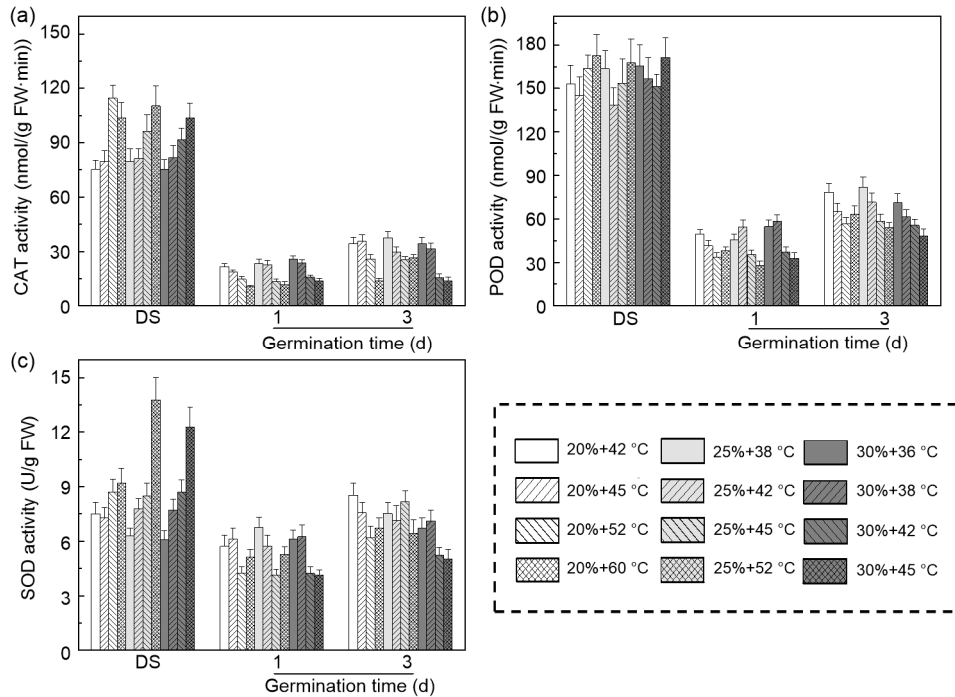 (a)
CAT activity (nmol/(g FW·min))
150
120
90
60
30
0
DS
1
3
Germination time (d)
(b)
POD activity (nmol/(g FW·min))
180
150
120
90
60
30
0
DS
1
3
Germination time (d)
(c)
SOD activity (U/g FW)
15
12
9
6
3
0
DS
1
3
Germination time (d)
20%+42 °C
25%+38 °C
30%+36 °C
20%+45 °C
25%+42 °C
30%+38 °C
20%+52 °C
25%+45 °C
30%+42 °C
20%+60 °C
25%+52 °C
30%+45 °C